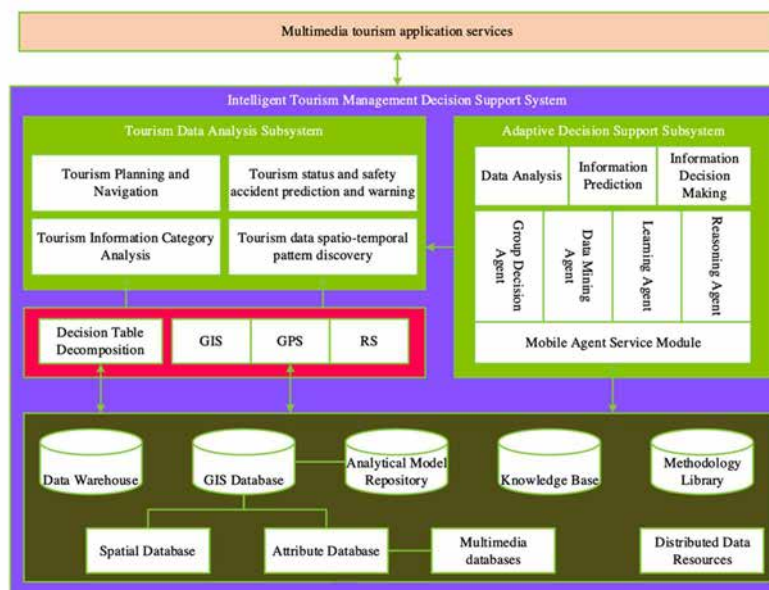 Multimedia tourism application services
Intelligent Tourism Management Decision Support System
Tourism Data Analysis Subsystem
Tourism Planning and
Navigation
Tourism status and safety
accident prediction and warning
Tourism Information Category
Analysis
Tourism data spatio-temporal
pattern discovery
Adaptive Decision Support Subsystem
Data Analysis
Information
Prediction
Information
Decision
Making
Group Decision
Agent
Data Mining
Agent
Learning Agent
Reasoning Agent
Mobile Agent Service Module
Decision Table
Decomposition
GIS
GPS
RS
Data Warehouse
GIS Database
Analytical Model
Repository
Knowledge Base
Methodology
Library
Spatial Database
Attribute Database
Multimedia
databases
Distributed Data
Resources